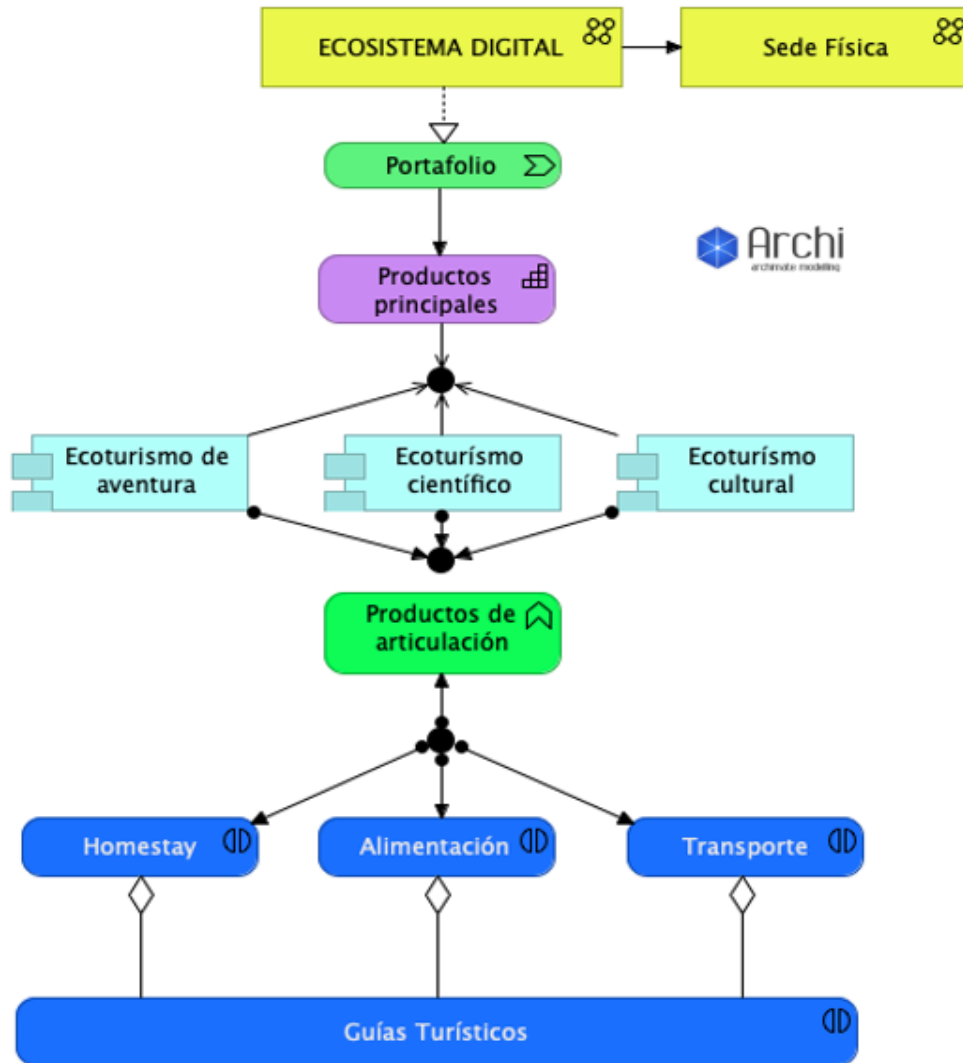 ECOSISTEMA DIGITAL
Sede Física
Portafolio
Archi
archimate modelling
Productos
principales
Ecoturismo de
aventura
Ecoturísmo
científico
Ecoturísmo
cultural
Productos de
articulación
Homestay
Alimentación
Transporte
Guías Turísticos